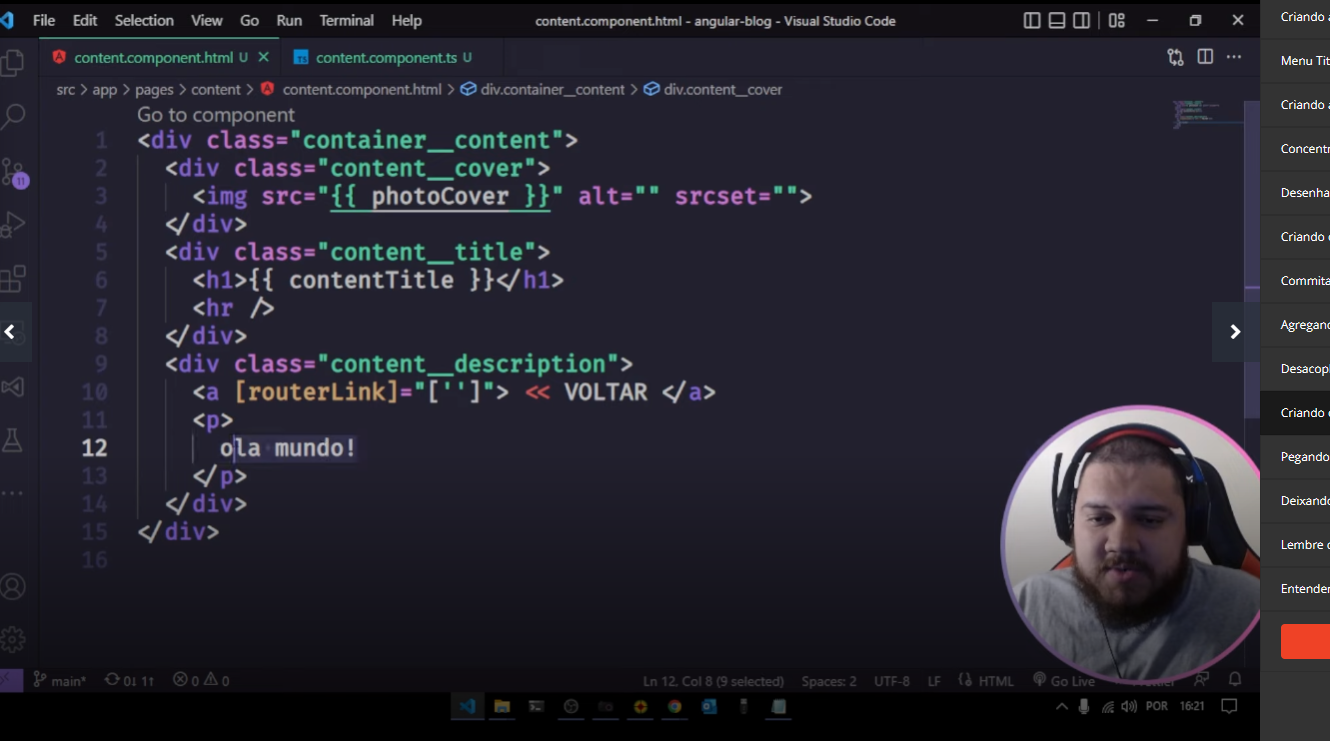 File Edit Selection View Go Run Terminal Help content.component.html - angular-blog - Visual Studio Code
content.component.html U content.component.ts U
src > app > pages > content > content.component.html > div.container__content > div.content__cover
Go to component
1 <div class="container__content">
2 <div class="content__cover">
3 <img src="{{ photoCover }}" alt="" srcset="">
4 </div>
5 <div class="content__title">
6 <h1>{{ contentTitle }}</h1>
7 <hr />
8 </div>
9 <div class="content__description">
10 <a [routerLink]="['']"> << VOLTAR </a>
11 <p>
12 ola mundo!
13 </p>
14 </div>
15 </div>
16
11
main* 0↓ 1↑ 0 0 Ln 12, Col 8 (9 selected) Spaces: 2 UTF-8 LF HTML Go Live
POR 16:21
Criando
Menu Tit
Criando
Concentr
Desenha
Criando
Commita
Agregand
Desacop
Criando
Pegando
Deixando
Lembre
Entender